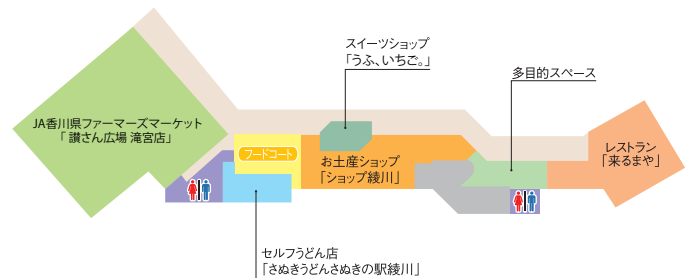 スイーツショップ
「うふ、いちご。」
多目的スペース
JA香川県ファーマーズマーケット
「讃さん広場 滝宮店」
フードコート
お土産ショップ
「ショップ綾川」
レストラン
「来るまや」
セルフうどん店
「さぬきうどんさぬきの駅綾川」